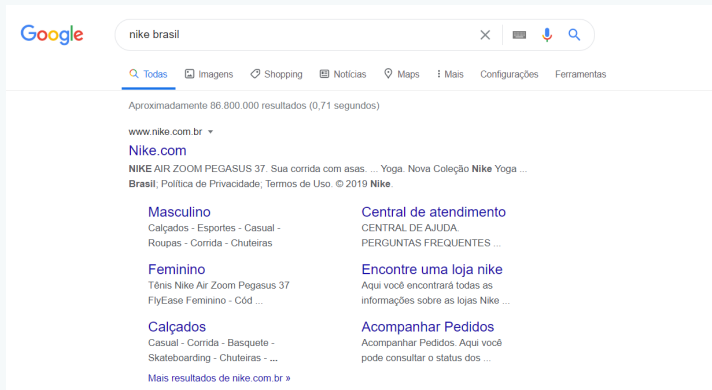 Google
nike brasil
Todas Imagens Shopping Notícias Maps Mais Configurações Ferramentas
Aproximadamente 86.800.000 resultados (0,71 segundos)
www.nike.com.br
Nike.com
NIKE AIR ZOOM PEGASUS 37. Sua corrida com asas. ... Yoga. Nova Coleção Nike Yoga ...
Brasil; Política de Privacidade; Termos de Uso. © 2019 Nike.
Masculino
Calçados - Esportes - Casual -
Roupas - Corrida - Chuteiras
Central de atendimento
CENTRAL DE AJUDA.
PERGUNTAS FREQUENTES ...
Feminino
Tênis Nike Air Zoom Pegasus 37
FlyEase Feminino - Cód ...
Encontre uma loja nike
Aqui você encontrará todas as
informações sobre as lojas Nike ...
Calçados
Casual - Corrida - Basquete -
Skateboarding - Chuteiras - ...
Acompanhar Pedidos
Acompanhar Pedidos. Aqui você
pode consultar o status dos ...
Mais resultados de nike.com.br »